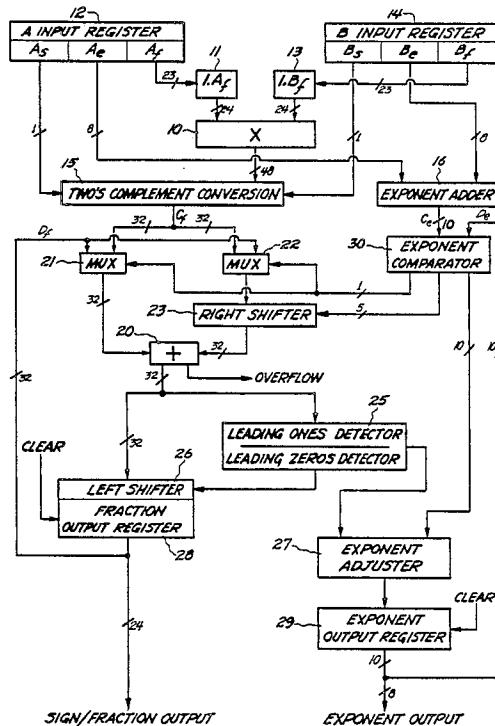 12
14
A INPUT REGISTER
B INPUT REGISTER
As Ae Af
Bs Be Bf
11
13
23
1.Af
1.Bf
23
24
24
1
8
10
X
1
8
48
15
16
TWO'S COMPLEMENT CONVERSION
EXPONENT ADDER
32 Cf 32
Ce 10 De
Df
30
21
MUX
MUX
22
EXPONENT COMPARATOR
1
32
23
RIGHT SHIFTER
5
20
+
32
10
10
32
32
OVERFLOW
25
32
LEADING ONES DETECTOR
LEADING ZEROS DETECTOR
CLEAR
26
LEFT SHIFTER
FRACTION OUTPUT REGISTER
28
27
EXPONENT ADJUSTER
CLEAR
29
EXPONENT OUTPUT REGISTER
24
10
8
SIGN/FRACTION OUTPUT
EXPONENT OUTPUT